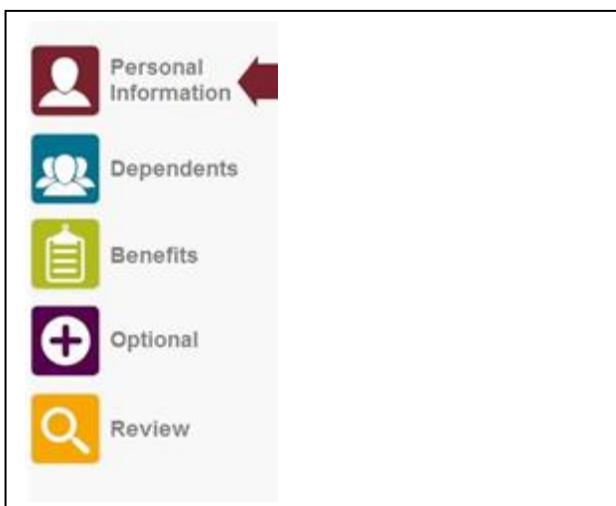 Personal
Information
Dependents
Benefits
Optional
Review